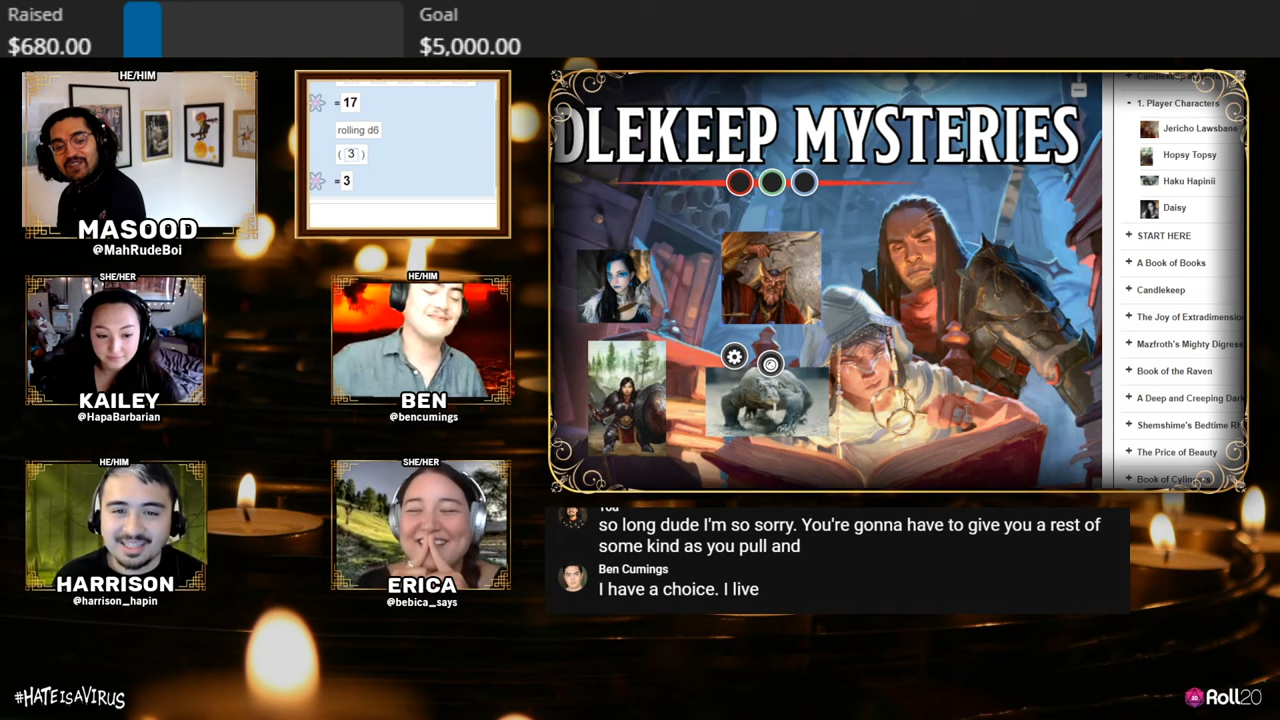 Raised
$680.00
Goal
$5,000.00
HE/HIM
MASOOD
@MahRudeBoi
= 17
rolling d6
( 3 )
= 3
SHE/HER
KAILEY
@HapaBarbarian
HE/HIM
BEN
@bencumings
HE/HIM
HARRISON
@harrison_hapin
SHE/HER
ERICA
@bebica_says
DLEKEEP MYSTERIES
1. Player Characters
Jericho Lawsbane
Hopsy Topsy
Haku Hapinii
Daisy
START HERE
A Book of Books
Candlekeep
The Joy of Extradimensio
Mazfroth's Mighty Digress
Book of the Raven
A Deep and Creeping Dark
Shemshime's Bedtime R
The Price of Beauty
Book of Cylin
You
so long dude I'm so sorry. You're gonna have to give you a rest of
some kind as you pull and
Ben Cumings
I have a choice. I live
#HATEISAVIRUS
20
Roll20